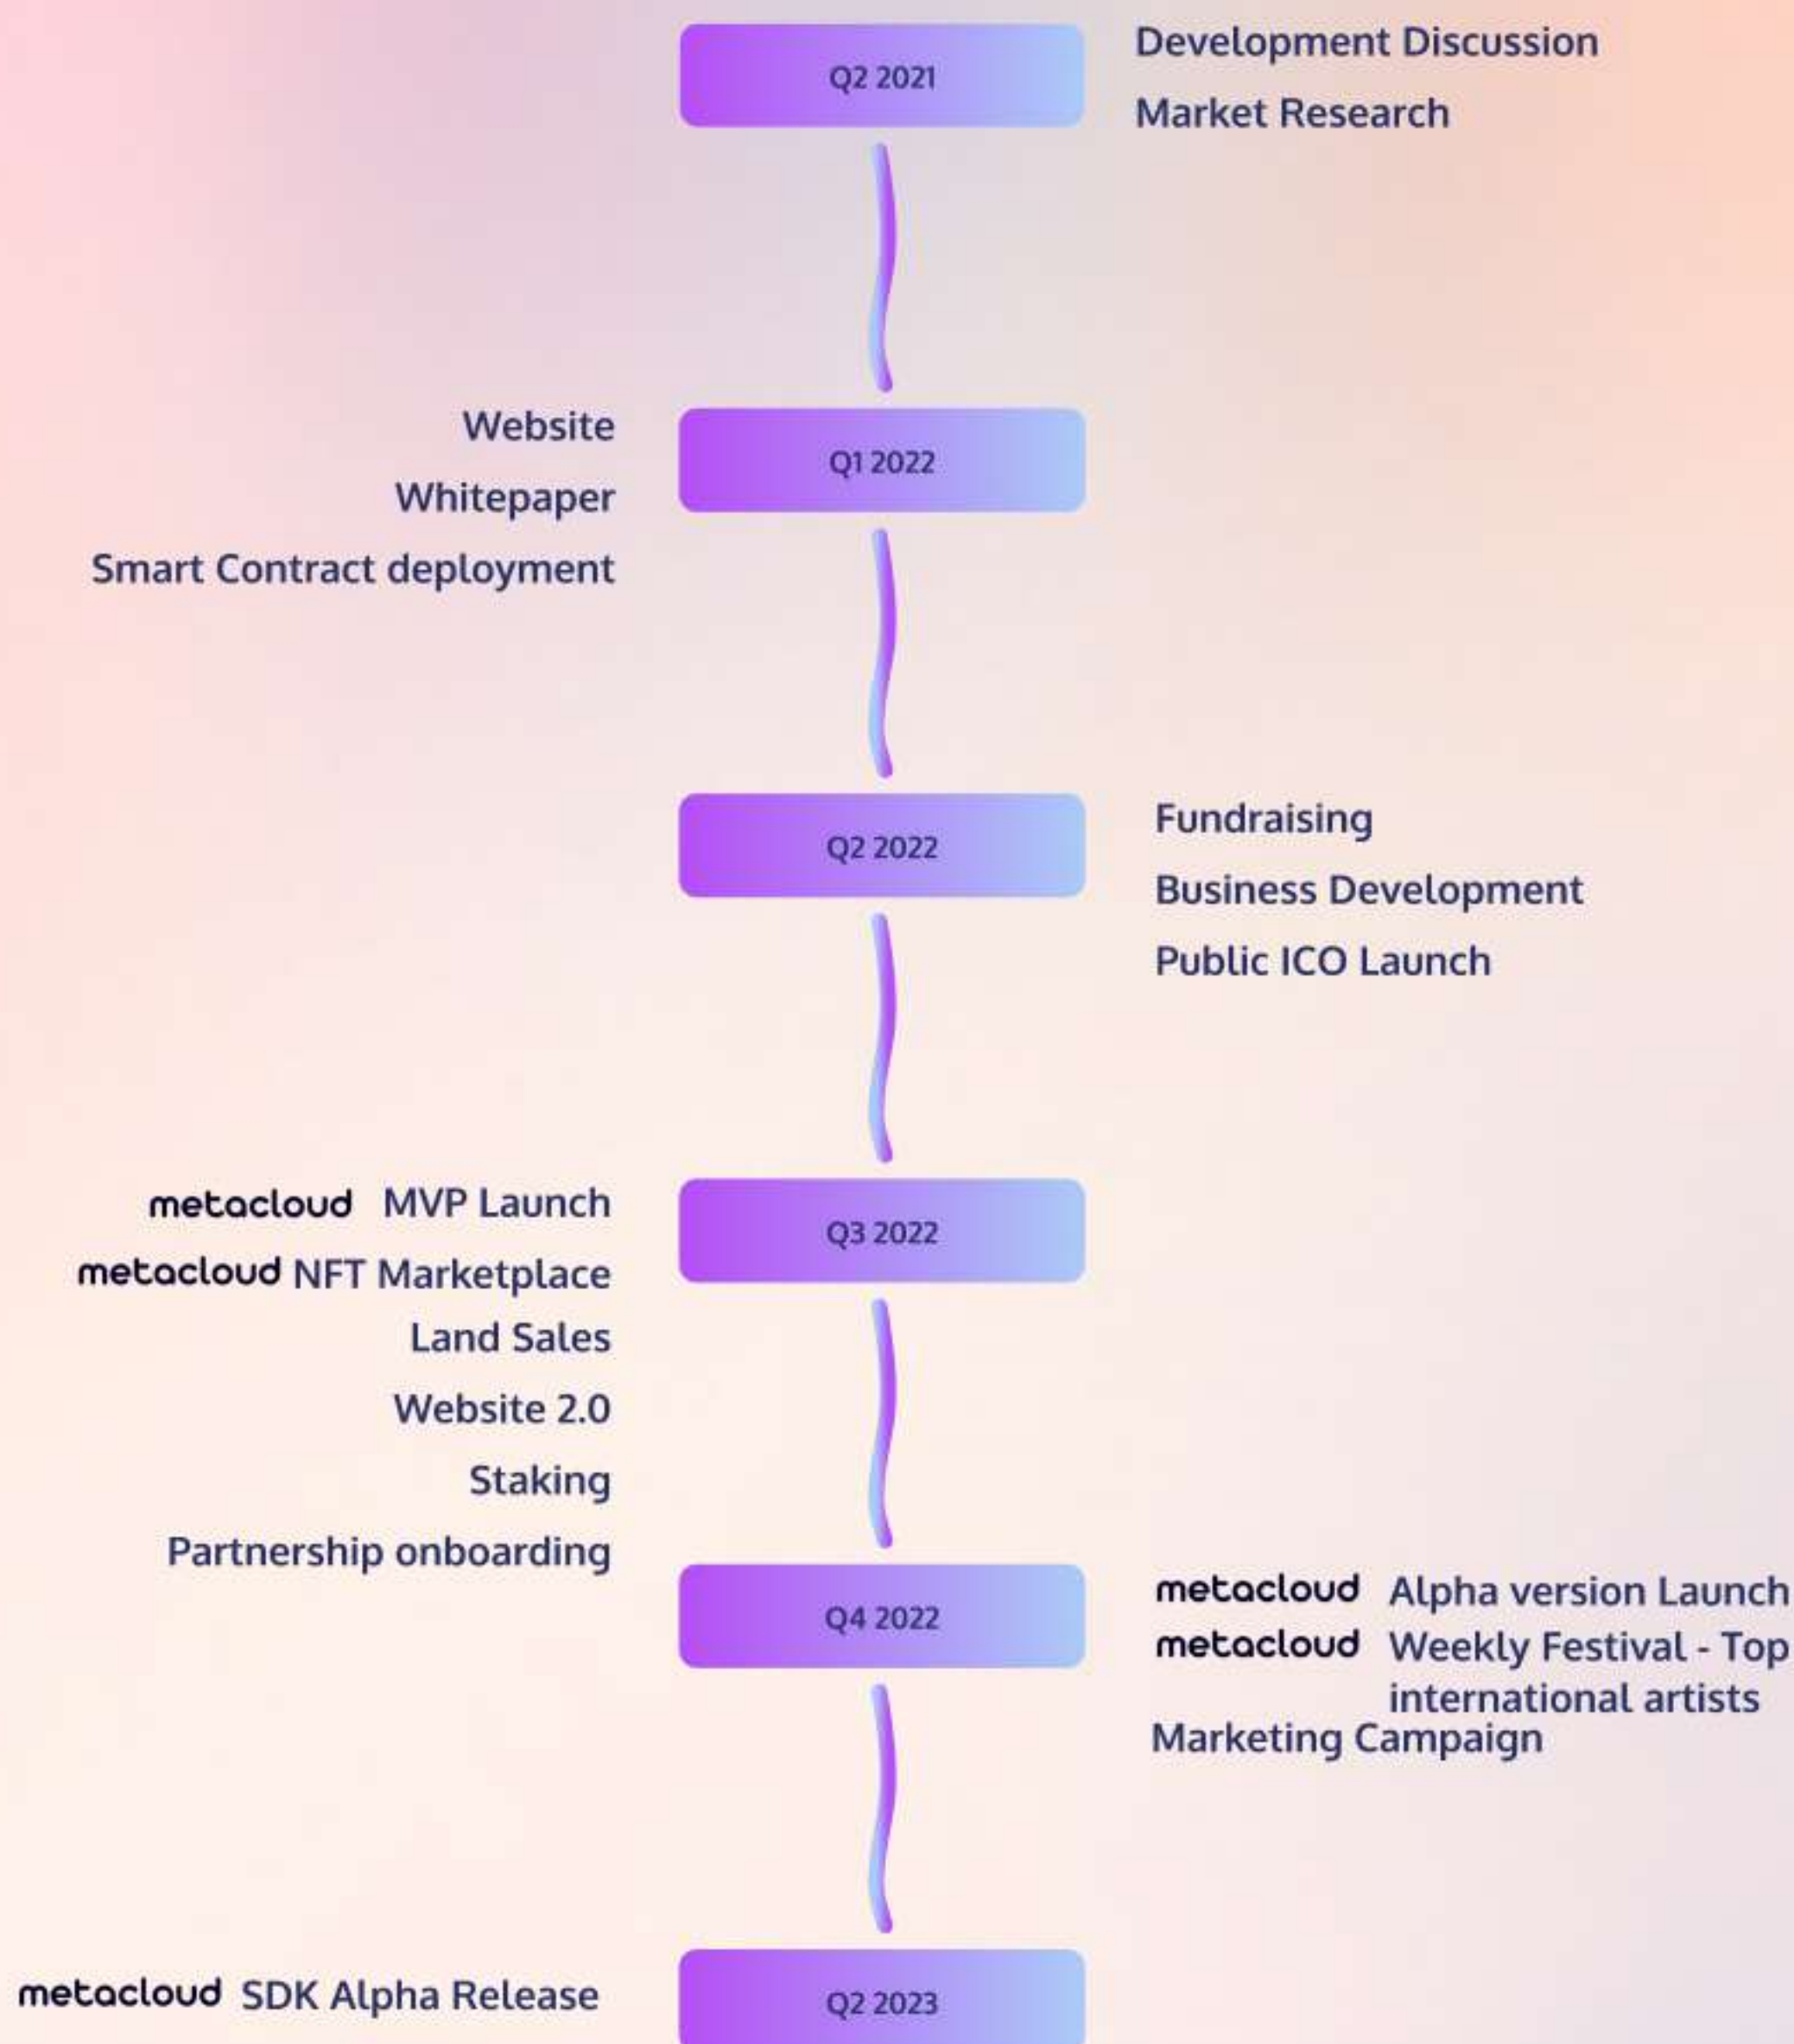 Q2 2021
Development Discussion
Market Research
Website
Whitepaper
Smart Contract deployment
Q1 2022
Q2 2022
Fundraising
Business Development
Public ICO Launch
metacloud MVP Launch
metacloud NFT Marketplace
Land Sales
Website 2.0
Staking
Partnership onboarding
Q3 2022
Q4 2022
metacloud Alpha version Launch
metacloud Weekly Festival - Top
international artists
Marketing Campaign
metacloud SDK Alpha Release
Q2 2023